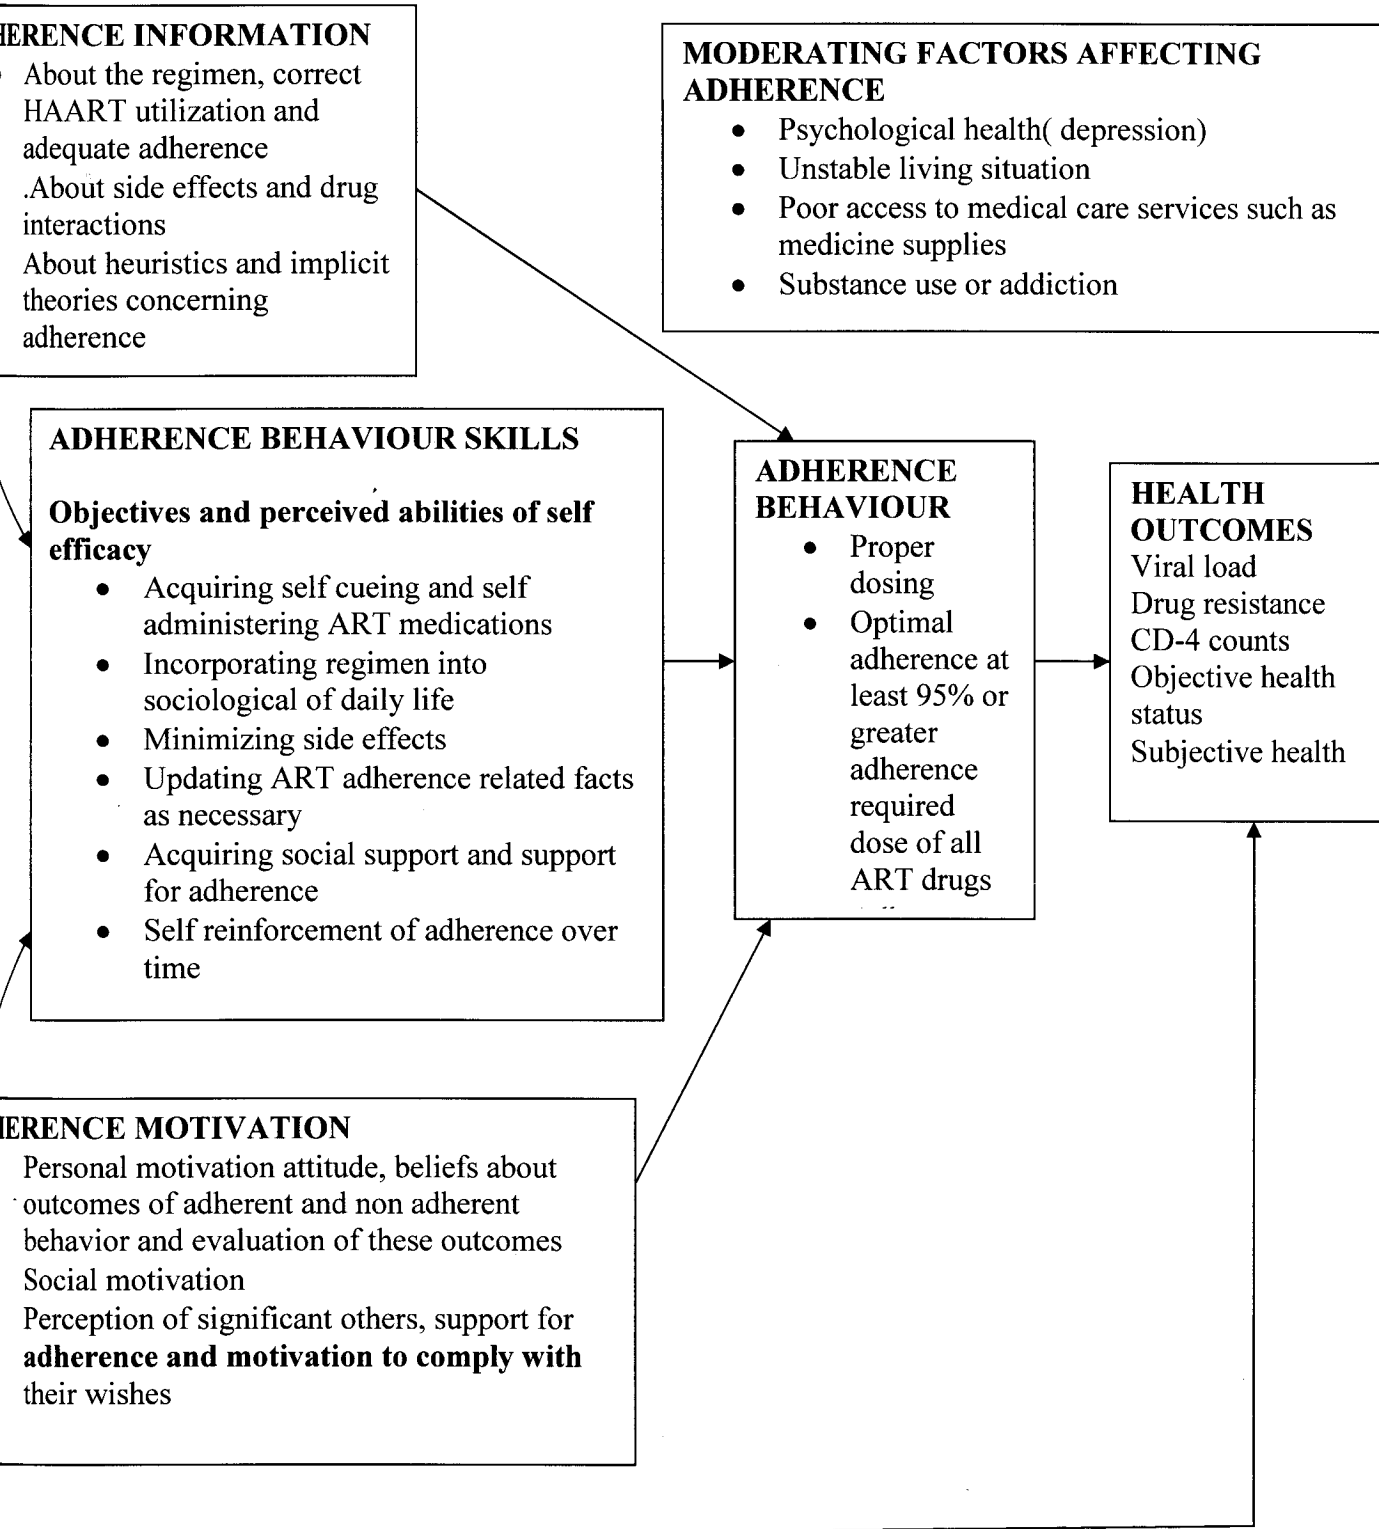 HERENCE INFORMATION
• About the regimen, correct
HAART utilization and
adequate adherence
.About side effects and drug
interactions
About heuristics and implicit
theories concerning
adherence
MODERATING FACTORS AFFECTING
ADHERENCE
• Psychological health( depression)
• Unstable living situation
• Poor access to medical care services such as
medicine supplies
• Substance use or addiction
ADHERENCE BEHAVIOUR SKILLS
Objectives and perceived abilities of self
efficacy
• Acquiring self cueing and self
administering ART medications
• Incorporating regimen into
sociological of daily life
• Minimizing side effects
• Updating ART adherence related facts
as necessary
• Acquiring social support and support
for adherence
• Self reinforcement of adherence over
time
ADHERENCE
BEHAVIOUR
• Proper
dosing
• Optimal
adherence at
least 95% or
greater
adherence
required
dose of all
ART drugs
HEALTH
OUTCOMES
Viral load
Drug resistance
CD-4 counts
Objective health
status
Subjective health
HERENCE MOTIVATION
Personal motivation attitude, beliefs about
outcomes of adherent and non adherent
behavior and evaluation of these outcomes
Social motivation
Perception of significant others, support for
adherence and motivation to comply with
their wishes